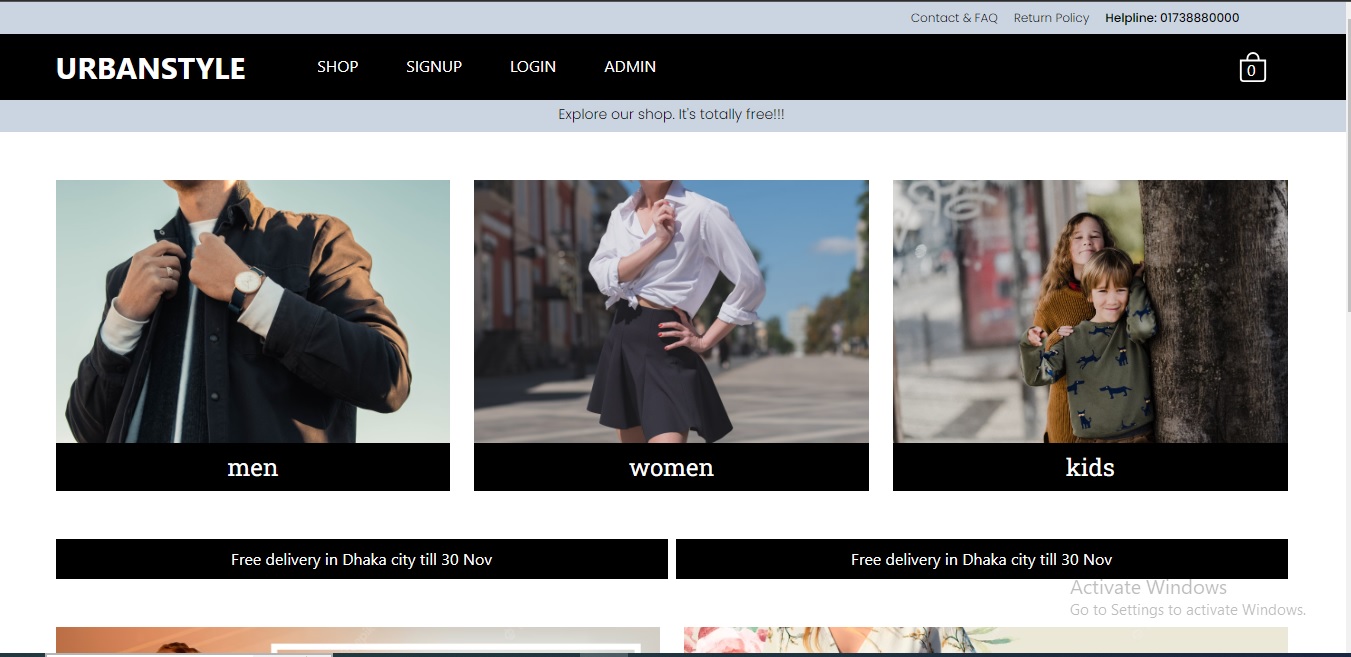 Contact & FAQ Return Policy Helpline: 01738880000
URBANSTYLE SHOP SIGNUP LOGIN ADMIN 0
Explore our shop. It's totally free!!!
men women kids
Free delivery in Dhaka city till 30 Nov Free delivery in Dhaka city till 30 Nov
Activate Windows
Go to Settings to activate Windows.